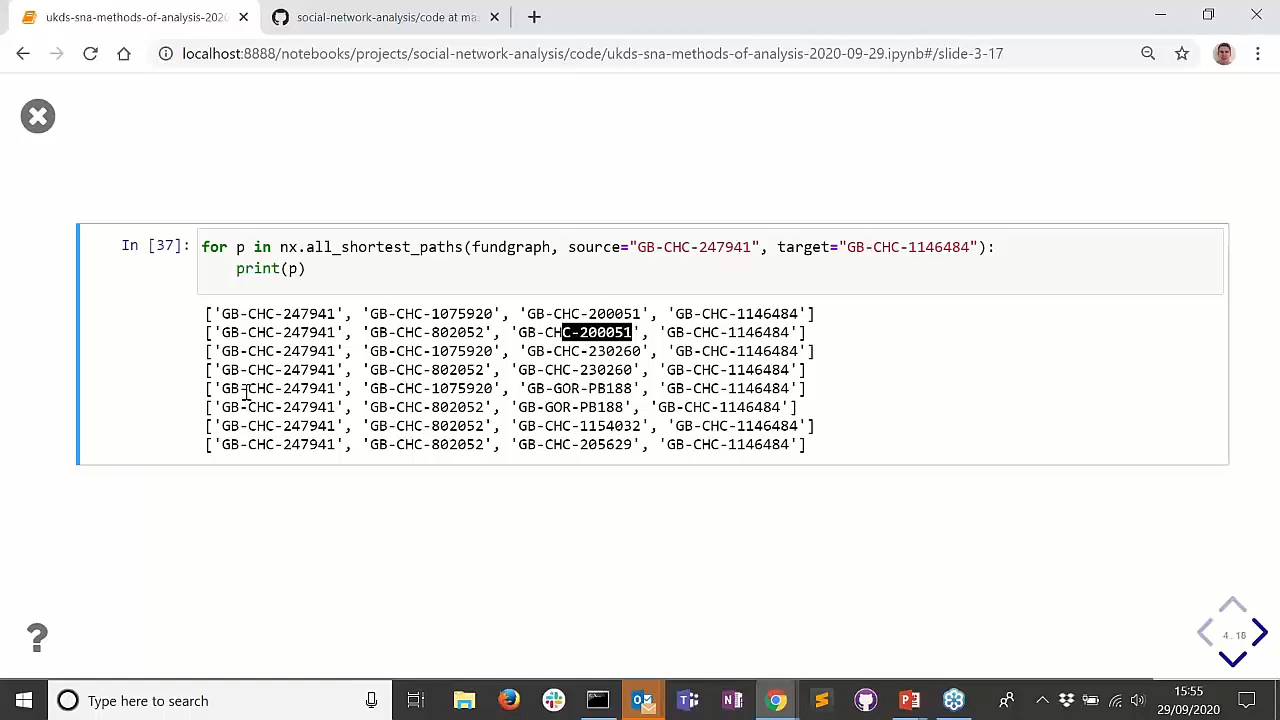 ukds-sna-methods-of-analysis-2020
social-network-analysis/code at ma
localhost:8888/notebooks/projects/social-network-analysis/code/ukds-sna-methods-of-analysis-2020-09-29.ipynb#/slide-3-17
In [37]:
for p in nx.all_shortest_paths(fundgraph, source="GB-CHC-247941", target="GB-CHC-1146484"):
print(p)
['GB-CHC-247941', 'GB-CHC-1075920', 'GB-CHC-200051', 'GB-CHC-1146484']
['GB-CHC-247941', 'GB-CHC-802052', 'GB-CHC-200051', 'GB-CHC-1146484']
['GB-CHC-247941', 'GB-CHC-1075920', 'GB-CHC-230260', 'GB-CHC-1146484']
['GB-CHC-247941', 'GB-CHC-802052', 'GB-CHC-230260', 'GB-CHC-1146484']
['GB-CHC-247941', 'GB-CHC-1075920', 'GB-GOR-PB188', 'GB-CHC-1146484']
['GB-CHC-247941', 'GB-CHC-802052', 'GB-GOR-PB188', 'GB-CHC-1146484']
['GB-CHC-247941', 'GB-CHC-802052', 'GB-CHC-1154032', 'GB-CHC-1146484']
['GB-CHC-247941', 'GB-CHC-802052', 'GB-CHC-205629', 'GB-CHC-1146484']
?
4.18
Type here to search
15:55
29/09/2020